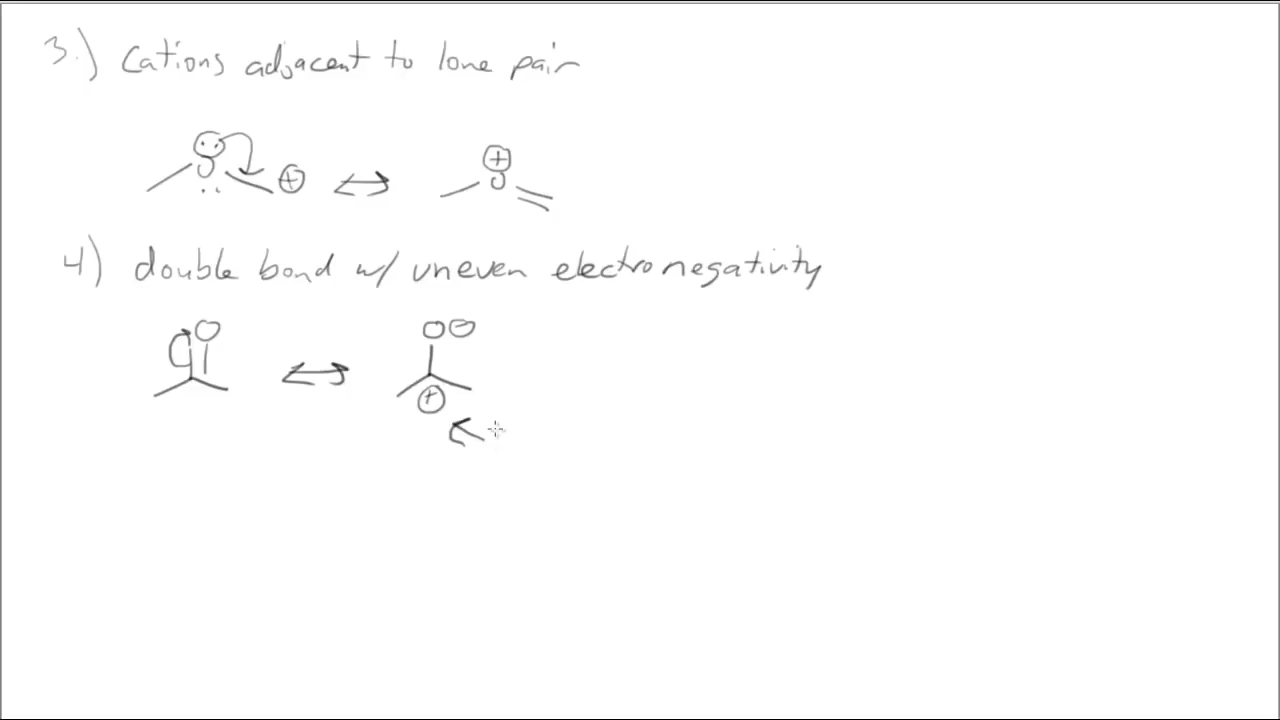 3.) Cations adjacent to lone pair
O + O +
4) double bond w/ uneven electronegativity
O O -
+